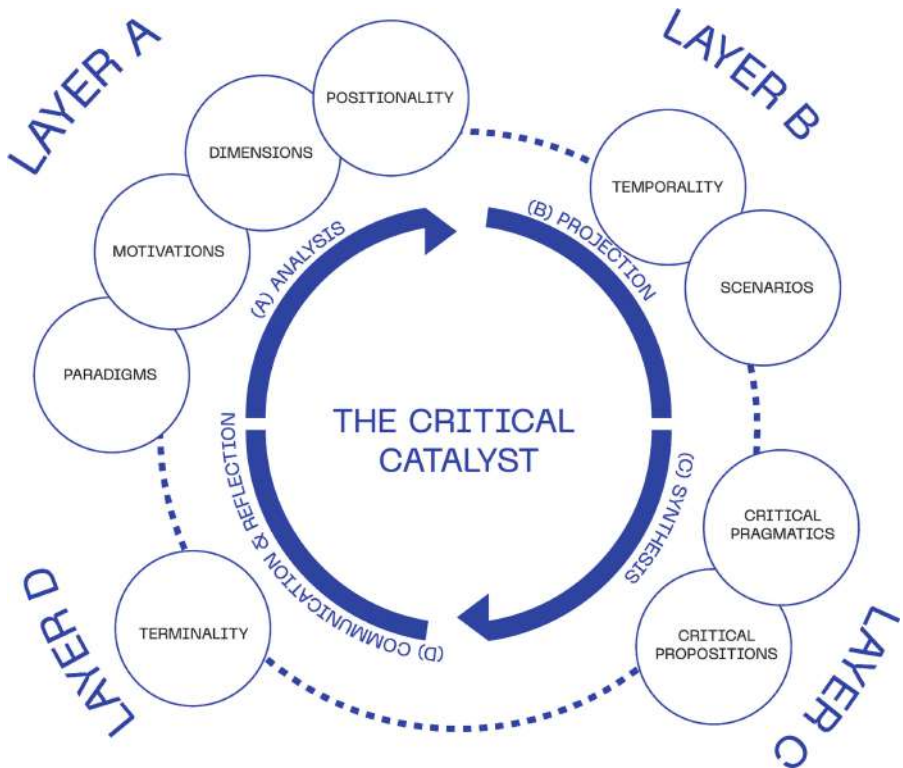 LAYER A
POSITIONALITY
DIMENSIONS
MOTIVATIONS
PARADIGMS
(A) ANALYSIS
LAYER B
TEMPORALITY
SCENARIOS
(B) PROJECTION
THE CRITICAL
CATALYST
(C) SYNTHESIS
CRITICAL
PRAGMATICS
CRITICAL
PROPOSITIONS
LAYER C
(D) COMMUNICATION & REFLECTION
TERMINALITY
LAYER D